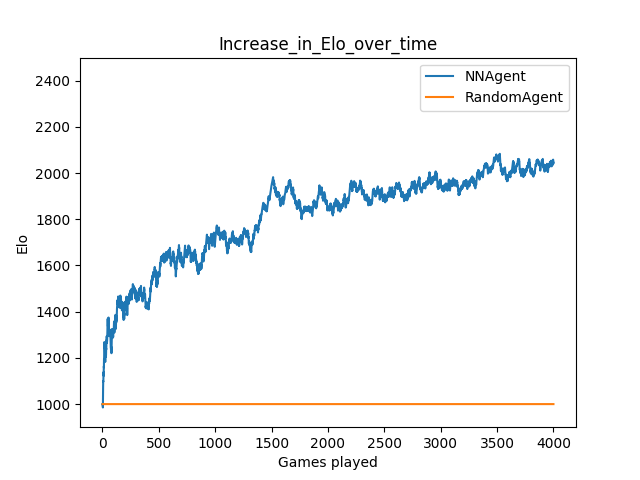 Increase_in_Elo_over_time
NNAgent
RandomAgent
2400
2200
2000
1800
1600
1400
1200
1000
Elo
0 500 1000 1500 2000 2500 3000 3500 4000
Games played